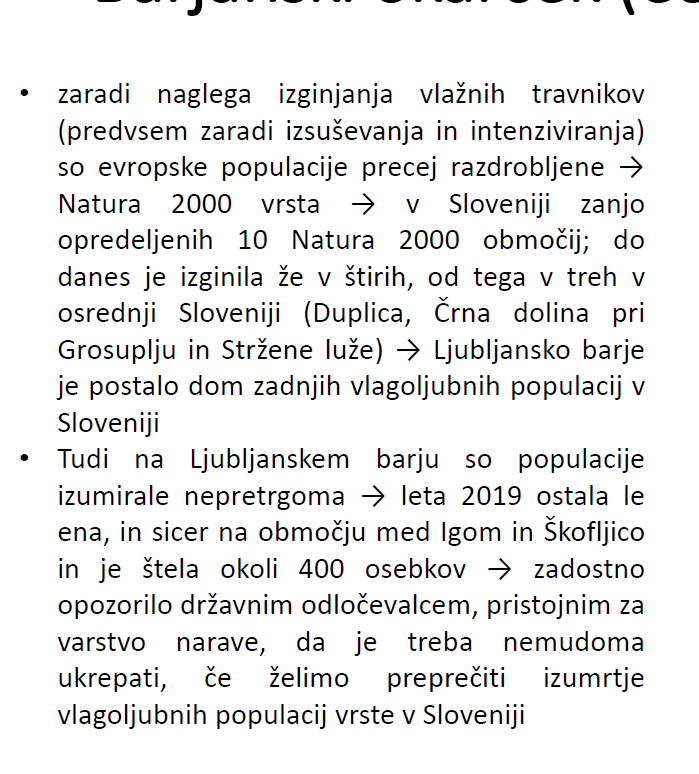 • zaradi naglega izginjanja vlažnih travnikov
(predvsem zaradi izsuševanja in intenziviranja)
so evropske populacije precej razdrobljene →
Natura 2000 vrsta → v Sloveniji zanjo
opredeljenih 10 Natura 2000 območij; do
danes je izginila že v štirih, od tega v treh v
osrednji Sloveniji (Duplica, Črna dolina pri
Grosuplju in Stržene luže) → Ljubljansko barje
je postalo dom zadnjih vlagoljubnih populacij v
Sloveniji
• Tudi na Ljubljanskem barju so populacije
izumirale nepretrgoma → leta 2019 ostala le
ena, in sicer na območju med Igom in Škofljico
in je štela okoli 400 osebkov → zadostno
opozorilo državnim odločevalcem, pristojnim za
varstvo narave, da je treba nemudoma
ukrepati, če želimo preprečiti izumrtje
vlagoljubnih populacij vrste v Sloveniji